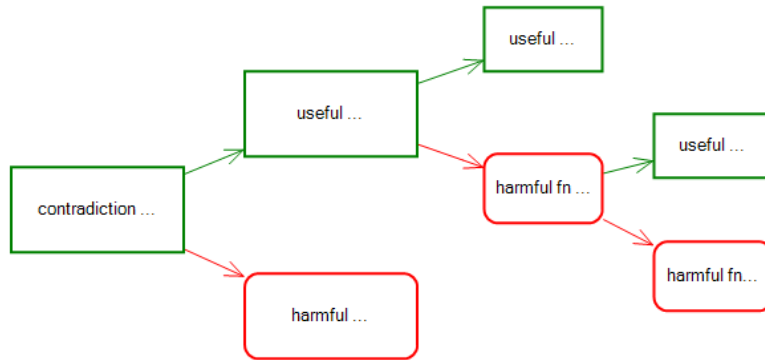 useful ...
useful ...
useful ...
harmful fn ...
contradiction ...
harmful fn...
harmful ...